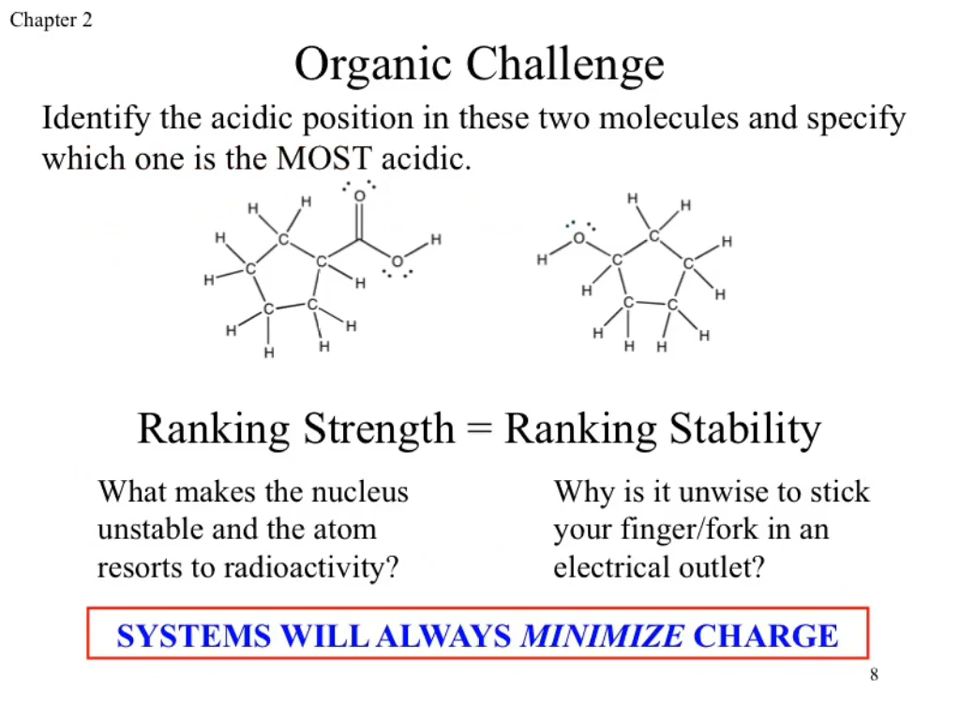 Chapter 2
Organic Challenge
Identify the acidic position in these two molecules and specify
which one is the MOST acidic.
H H O H H C C O H H H C H C H H H
H H O H C C C H H C C H H H H H
Ranking Strength = Ranking Stability
What makes the nucleus
unstable and the atom
resorts to radioactivity?
Why is it unwise to stick
your finger/fork in an
electrical outlet?
SYSTEMS WILL ALWAYS MINIMIZE CHARGE
8